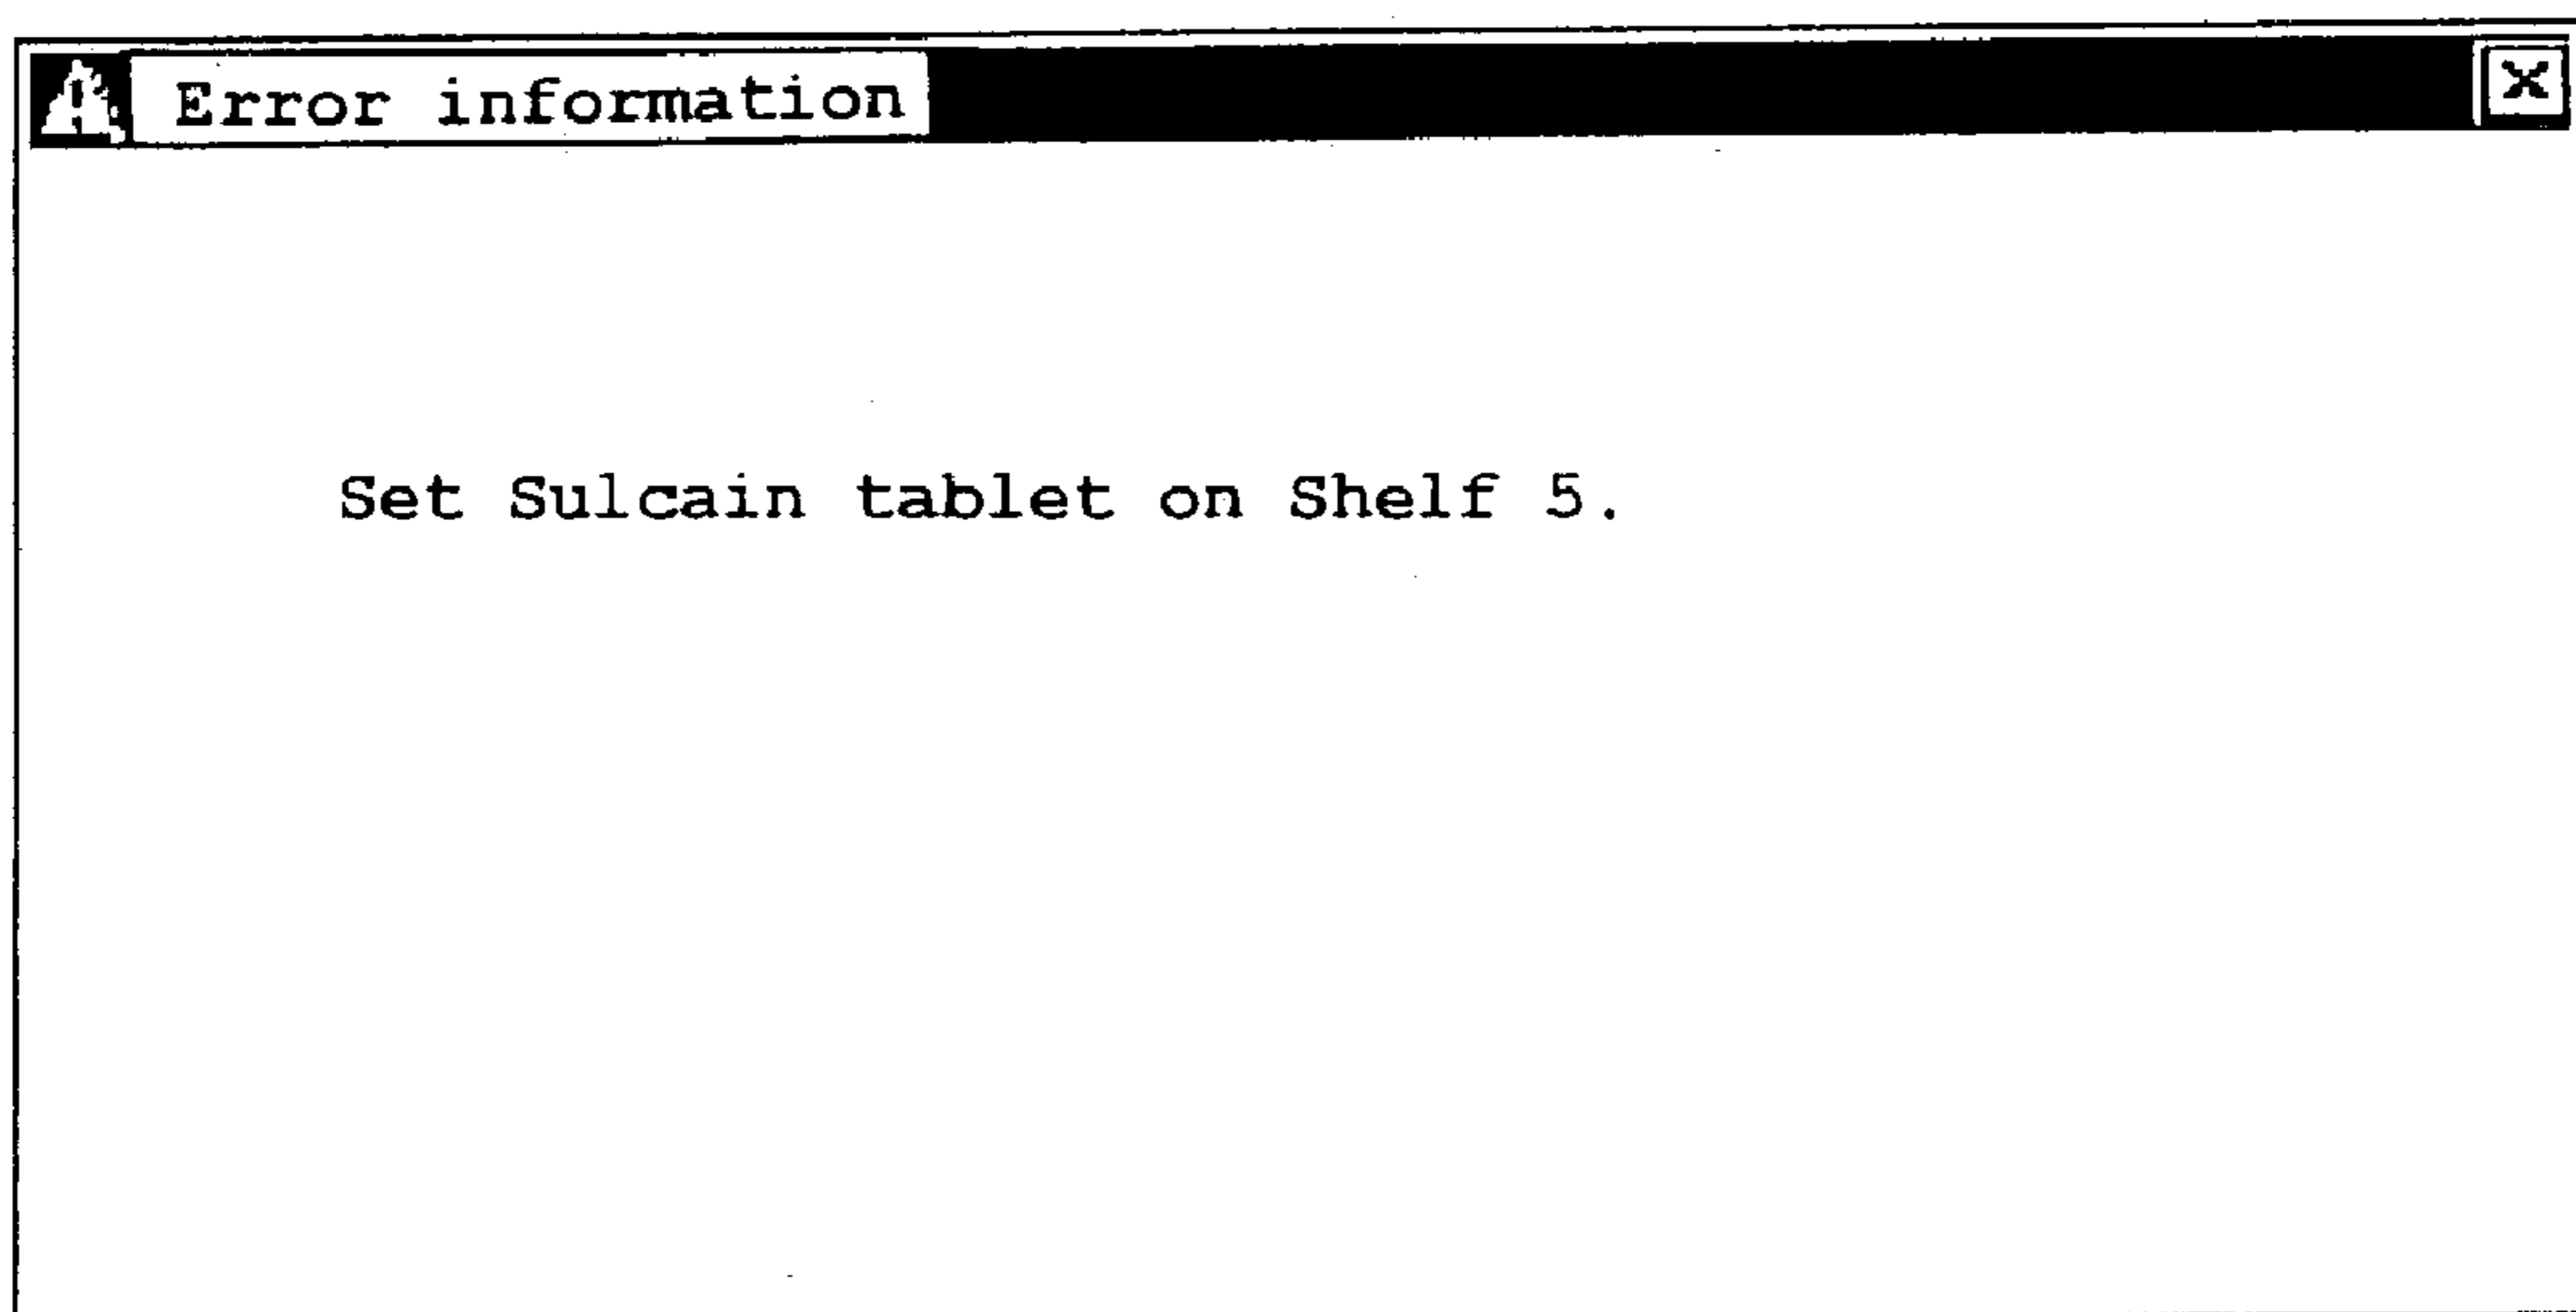 Error information
Set Sulcain tablet on Shelf 5.